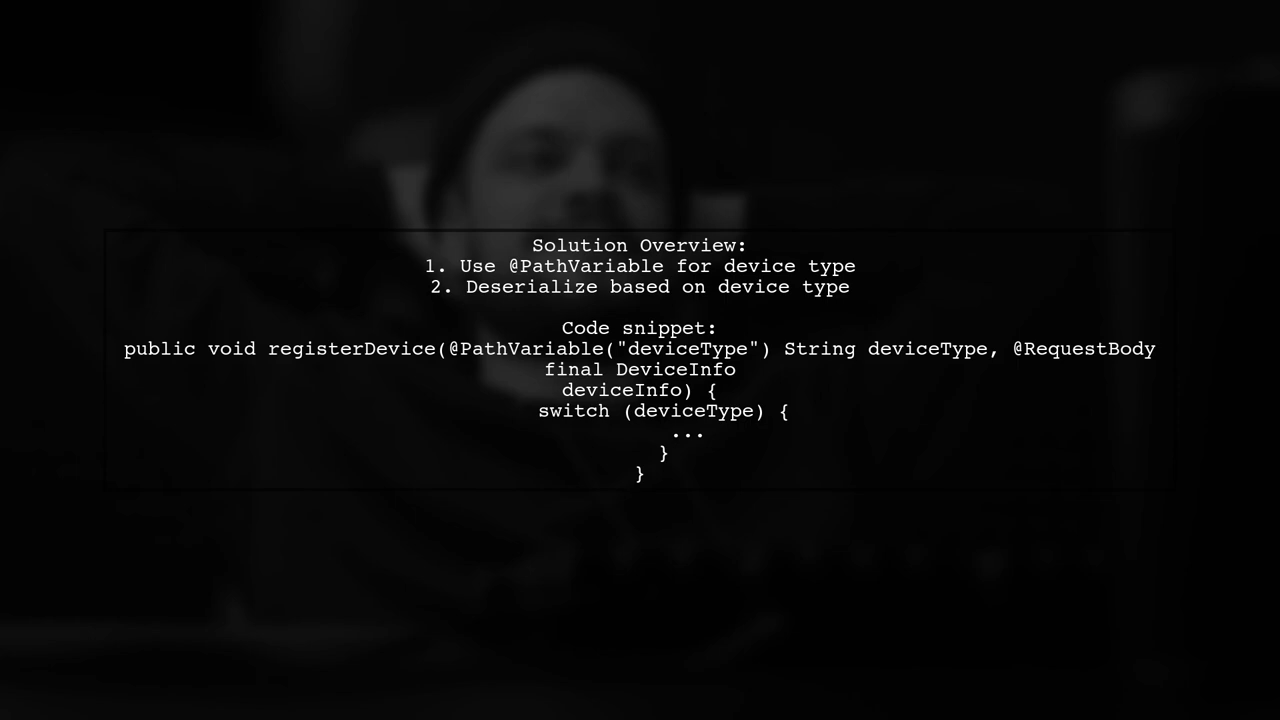 Solution Overview:
1. Use @PathVariable for device type
2. Deserialize based on device type
Code snippet:
public void registerDevice(@PathVariable("deviceType") String deviceType, @RequestBody
final DeviceInfo
deviceInfo) {
switch (deviceType) {
...
}
}